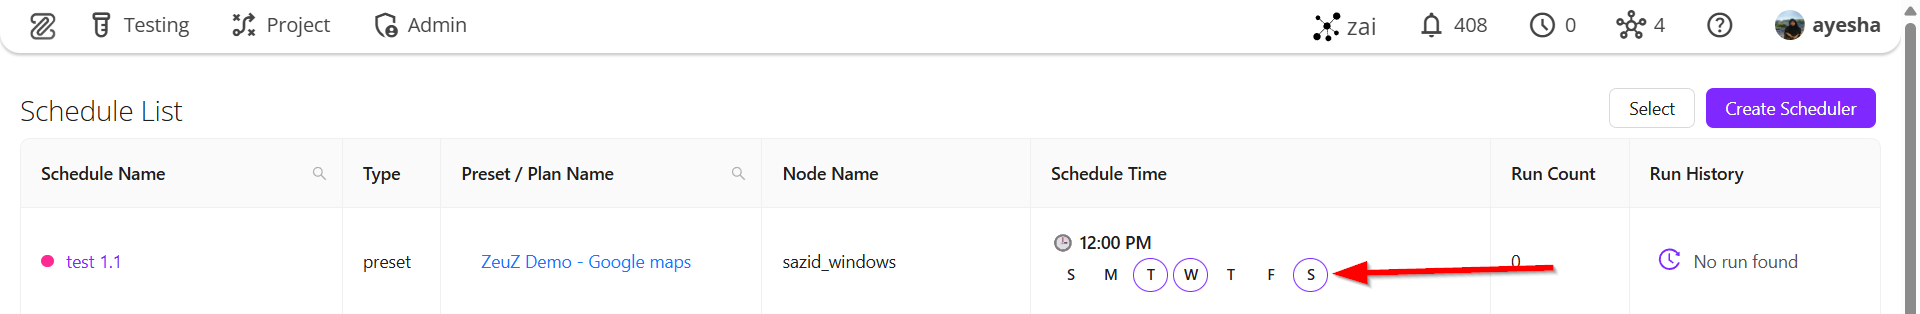 Testing Project Admin zai 408 0 4 ayesha
Schedule List Select Create Scheduler
Schedule Name Type Preset / Plan Name Node Name Schedule Time Run Count Run History
12:00 PM
test 1.1 preset ZeuZ Demo - Google maps sazid_windows 0 No run found
S M T W T F S